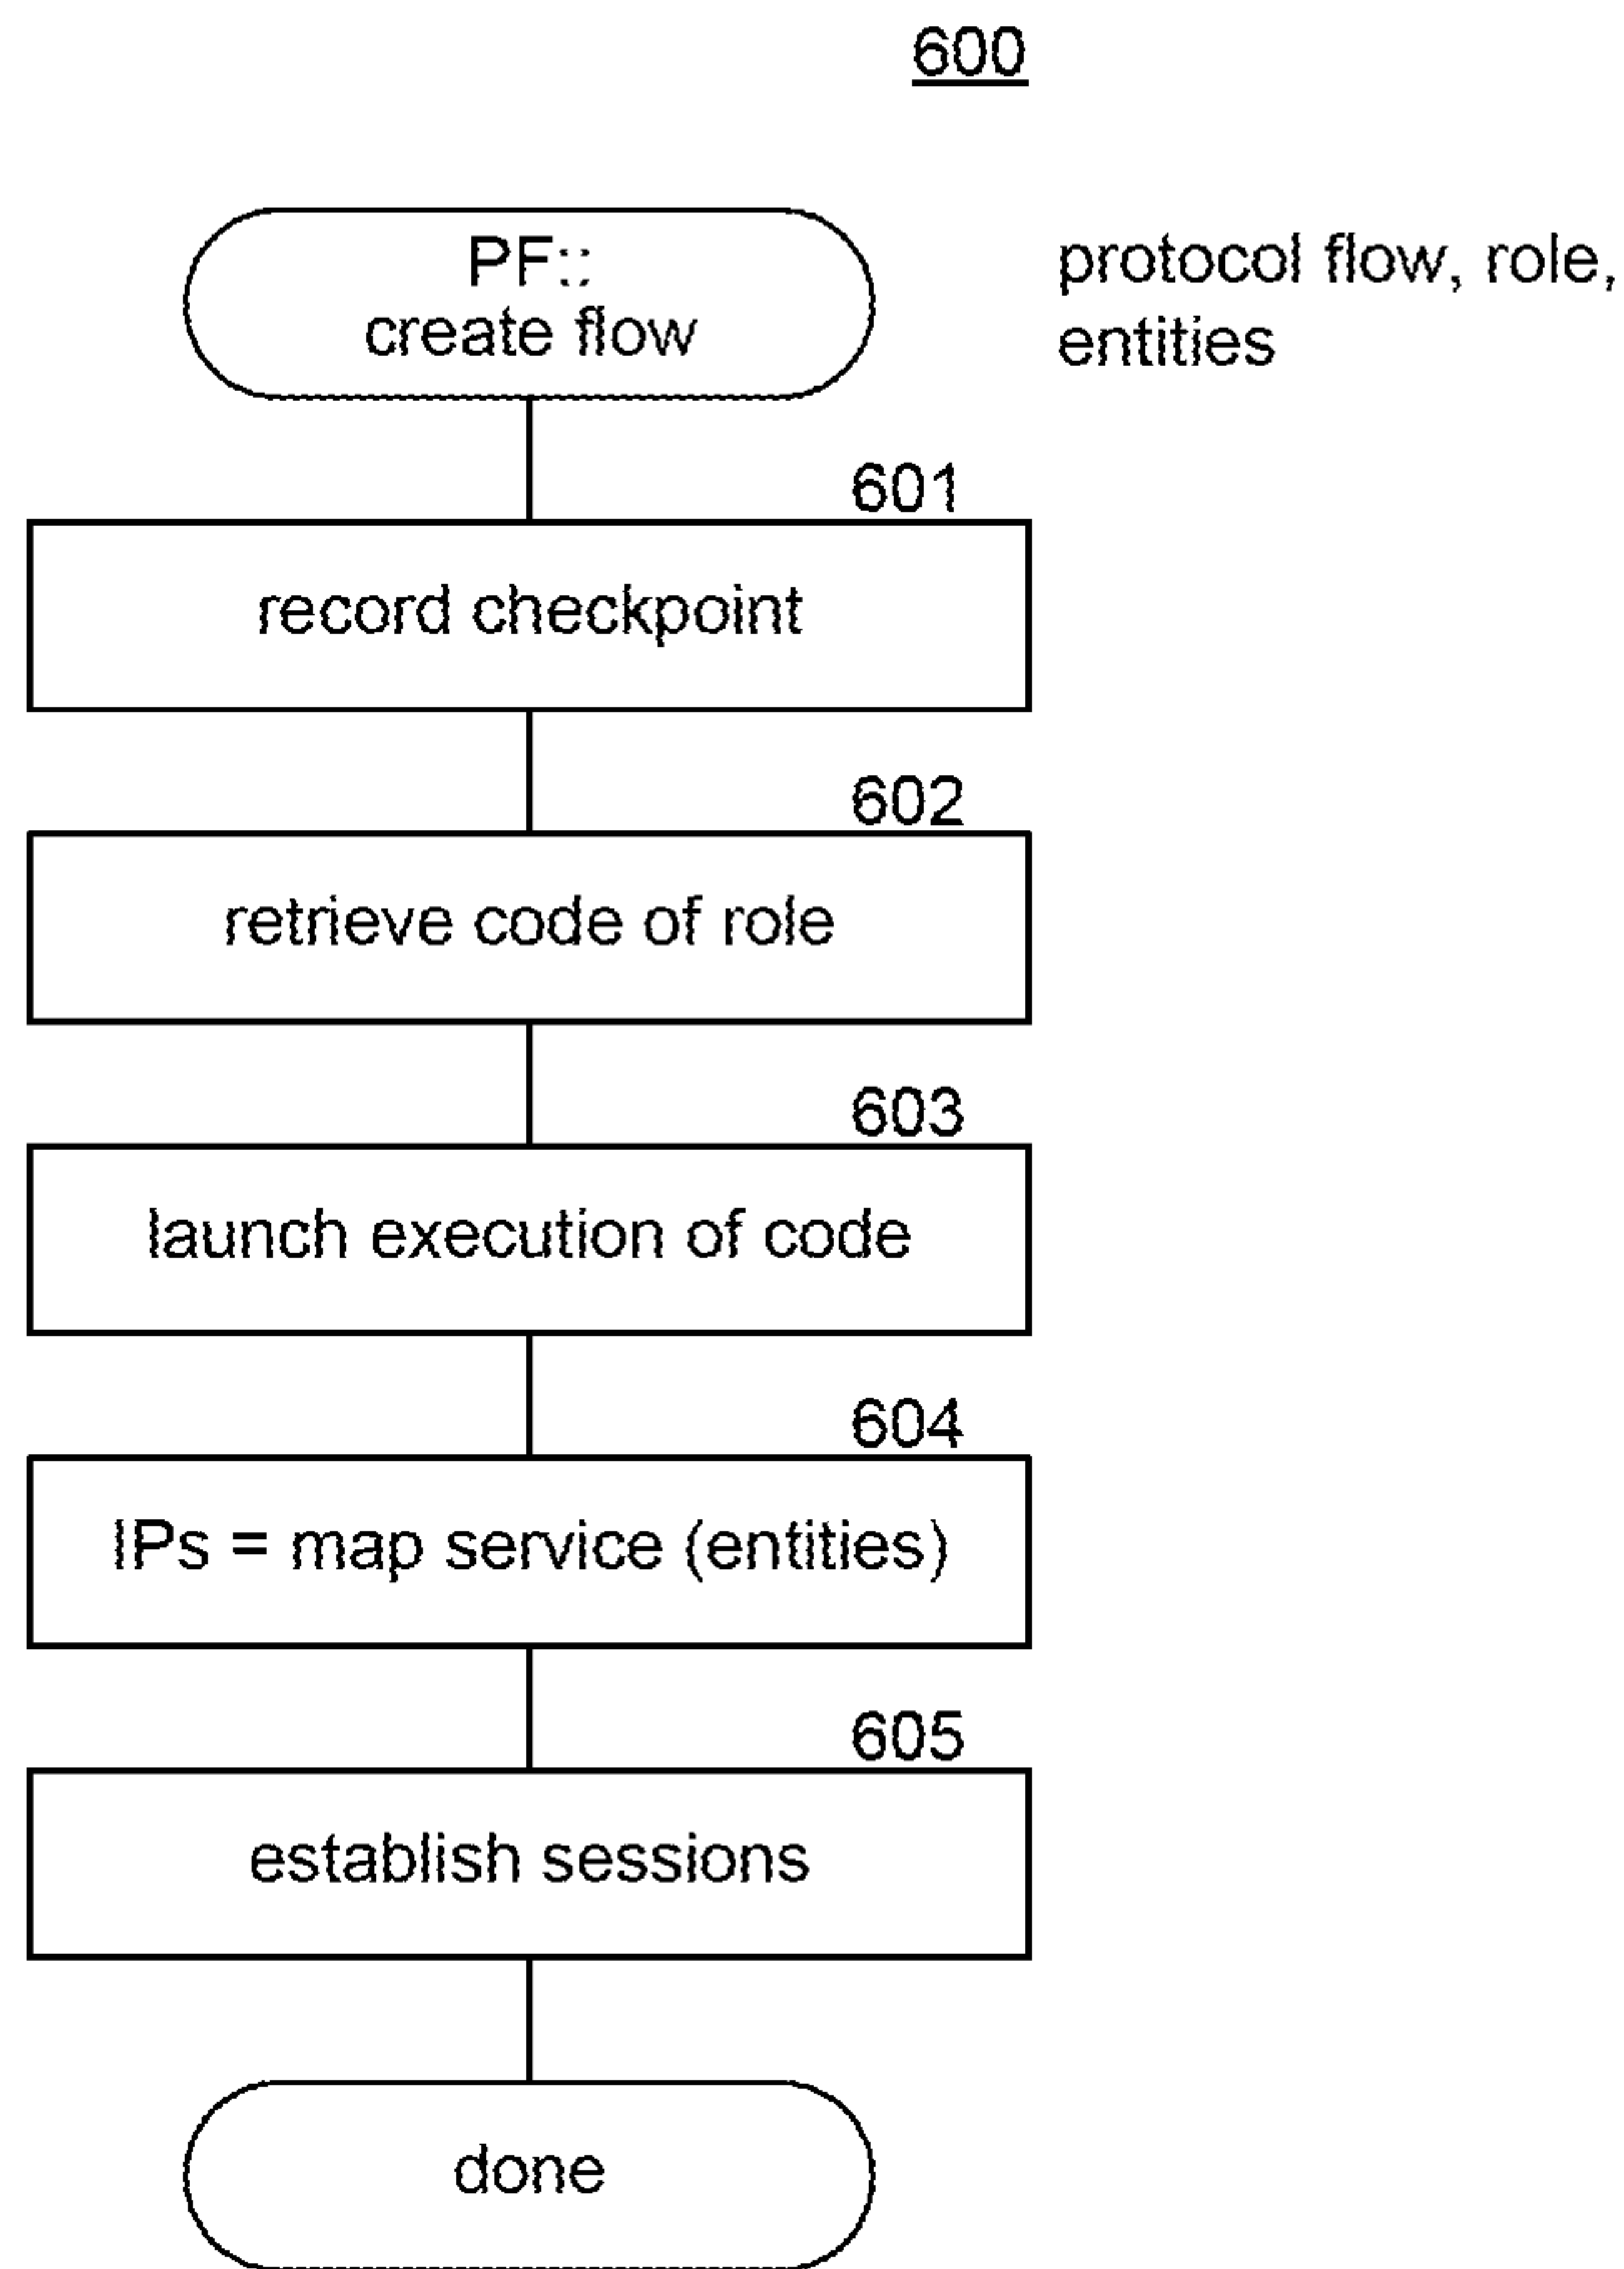 600
PF::
create flow
protocol flow, role,
entities
601
record checkpoint
602
retrieve code of role
603
launch execution of code
604
IPs = map service (entities)
605
establish sessions
done